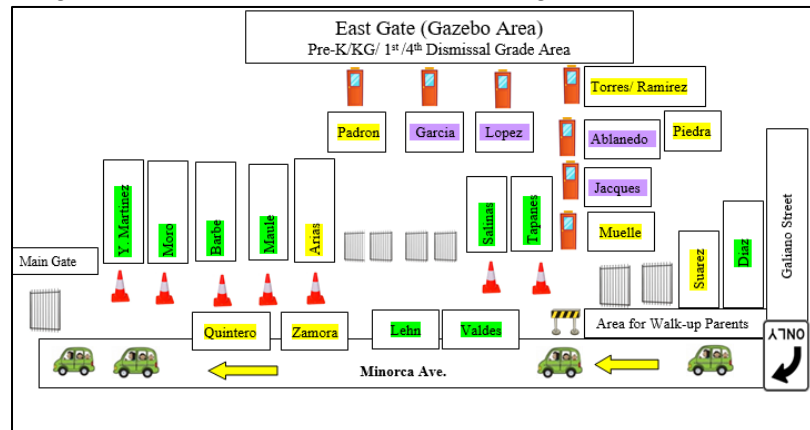 East Gate (Gazebo Area)
Pre-K/KG/ 1st /4th Dismissal Grade Area
Torres/ Ramirez
Padron
Garcia
Lopez
Ablanedo
Piedra
Jacques
Muelle
Y. Martinez
Moro
Barbe
Maule
Arias
Salinas
Tapanes
Suarez
Diaz
Galiano Street
Main Gate
Quintero
Zamora
Lehn
Valdes
Area for Walk-up Parents
ONLY
Minorca Ave.